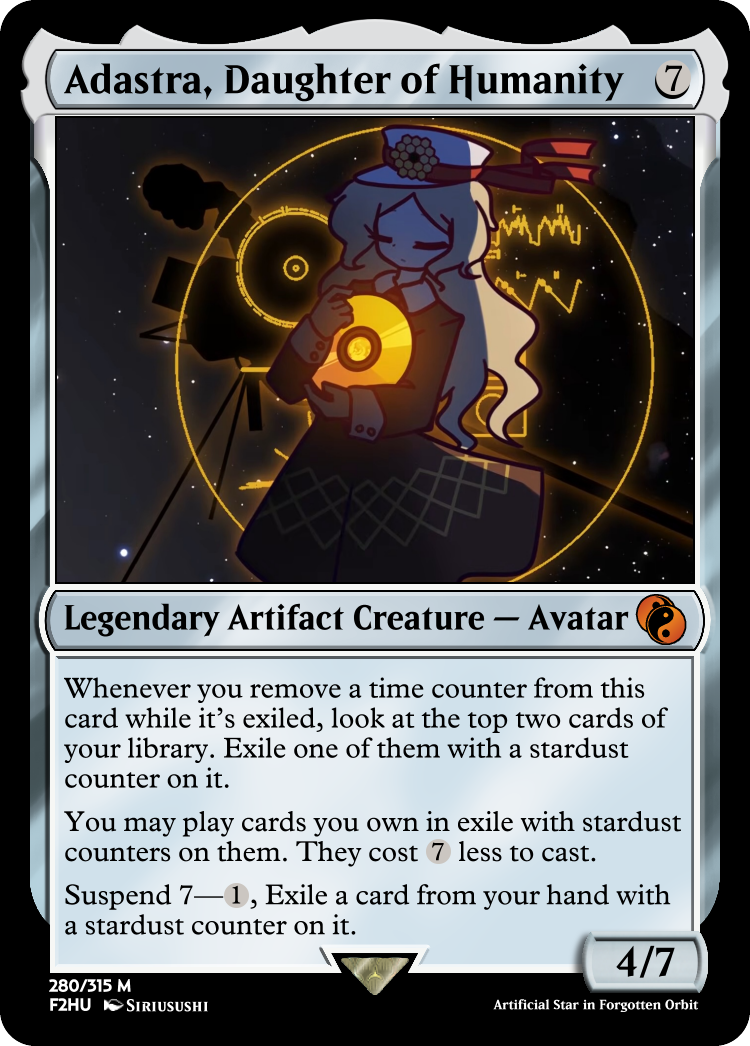 Adastra, Daughter of Humanity 7
Legendary Artifact Creature — Avatar
Whenever you remove a time counter from this
card while it's exiled, look at the top two cards of
your library. Exile one of them with a stardust
counter on it.
You may play cards you own in exile with stardust
counters on them. They cost 7 less to cast.
Suspend 7—1, Exile a card from your hand with
a stardust counter on it.
4/7
280/315 M
F2HU Siriusushi
Artificial Star in Forgotten Orbit